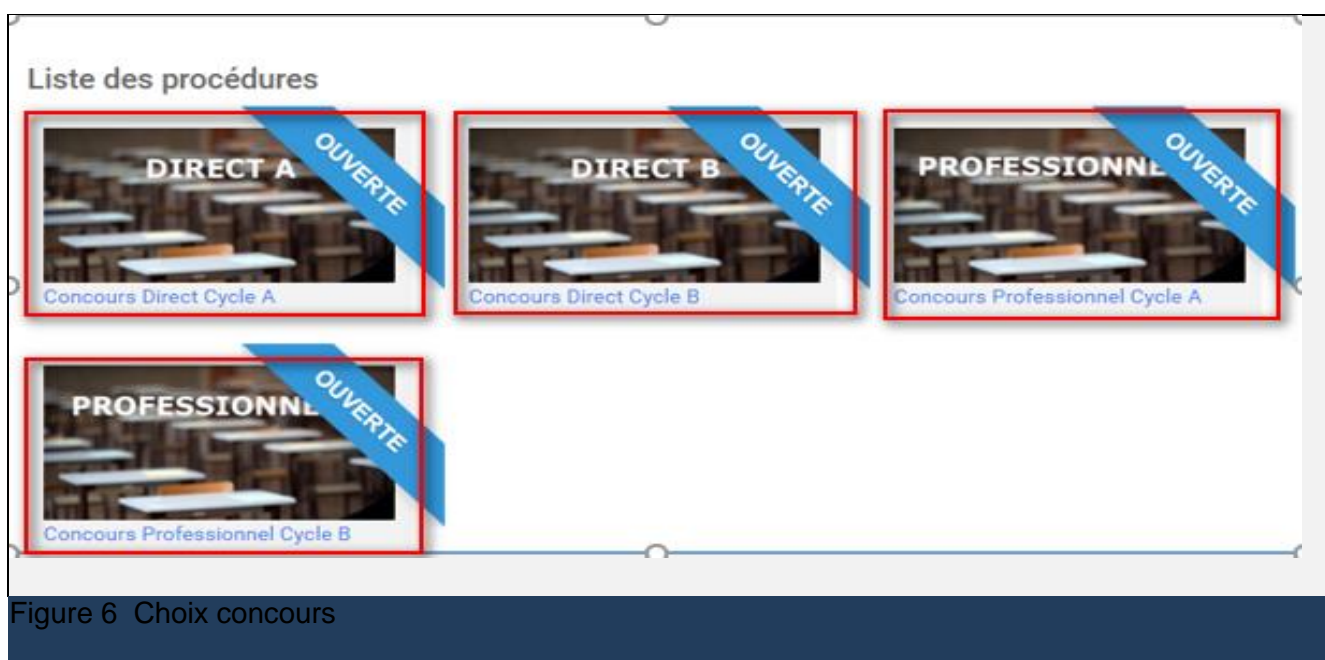 Liste des procédures
DIRECT A
OUVERTE
Concours Direct Cycle A
DIRECT B
OUVERTE
Concours Direct Cycle B
PROFESSIONNE
OUVERTE
Concours Professionnel Cycle A
PROFESSIONNE
OUVERTE
Concours Professionnel Cycle B
Figure 6 Choix concours